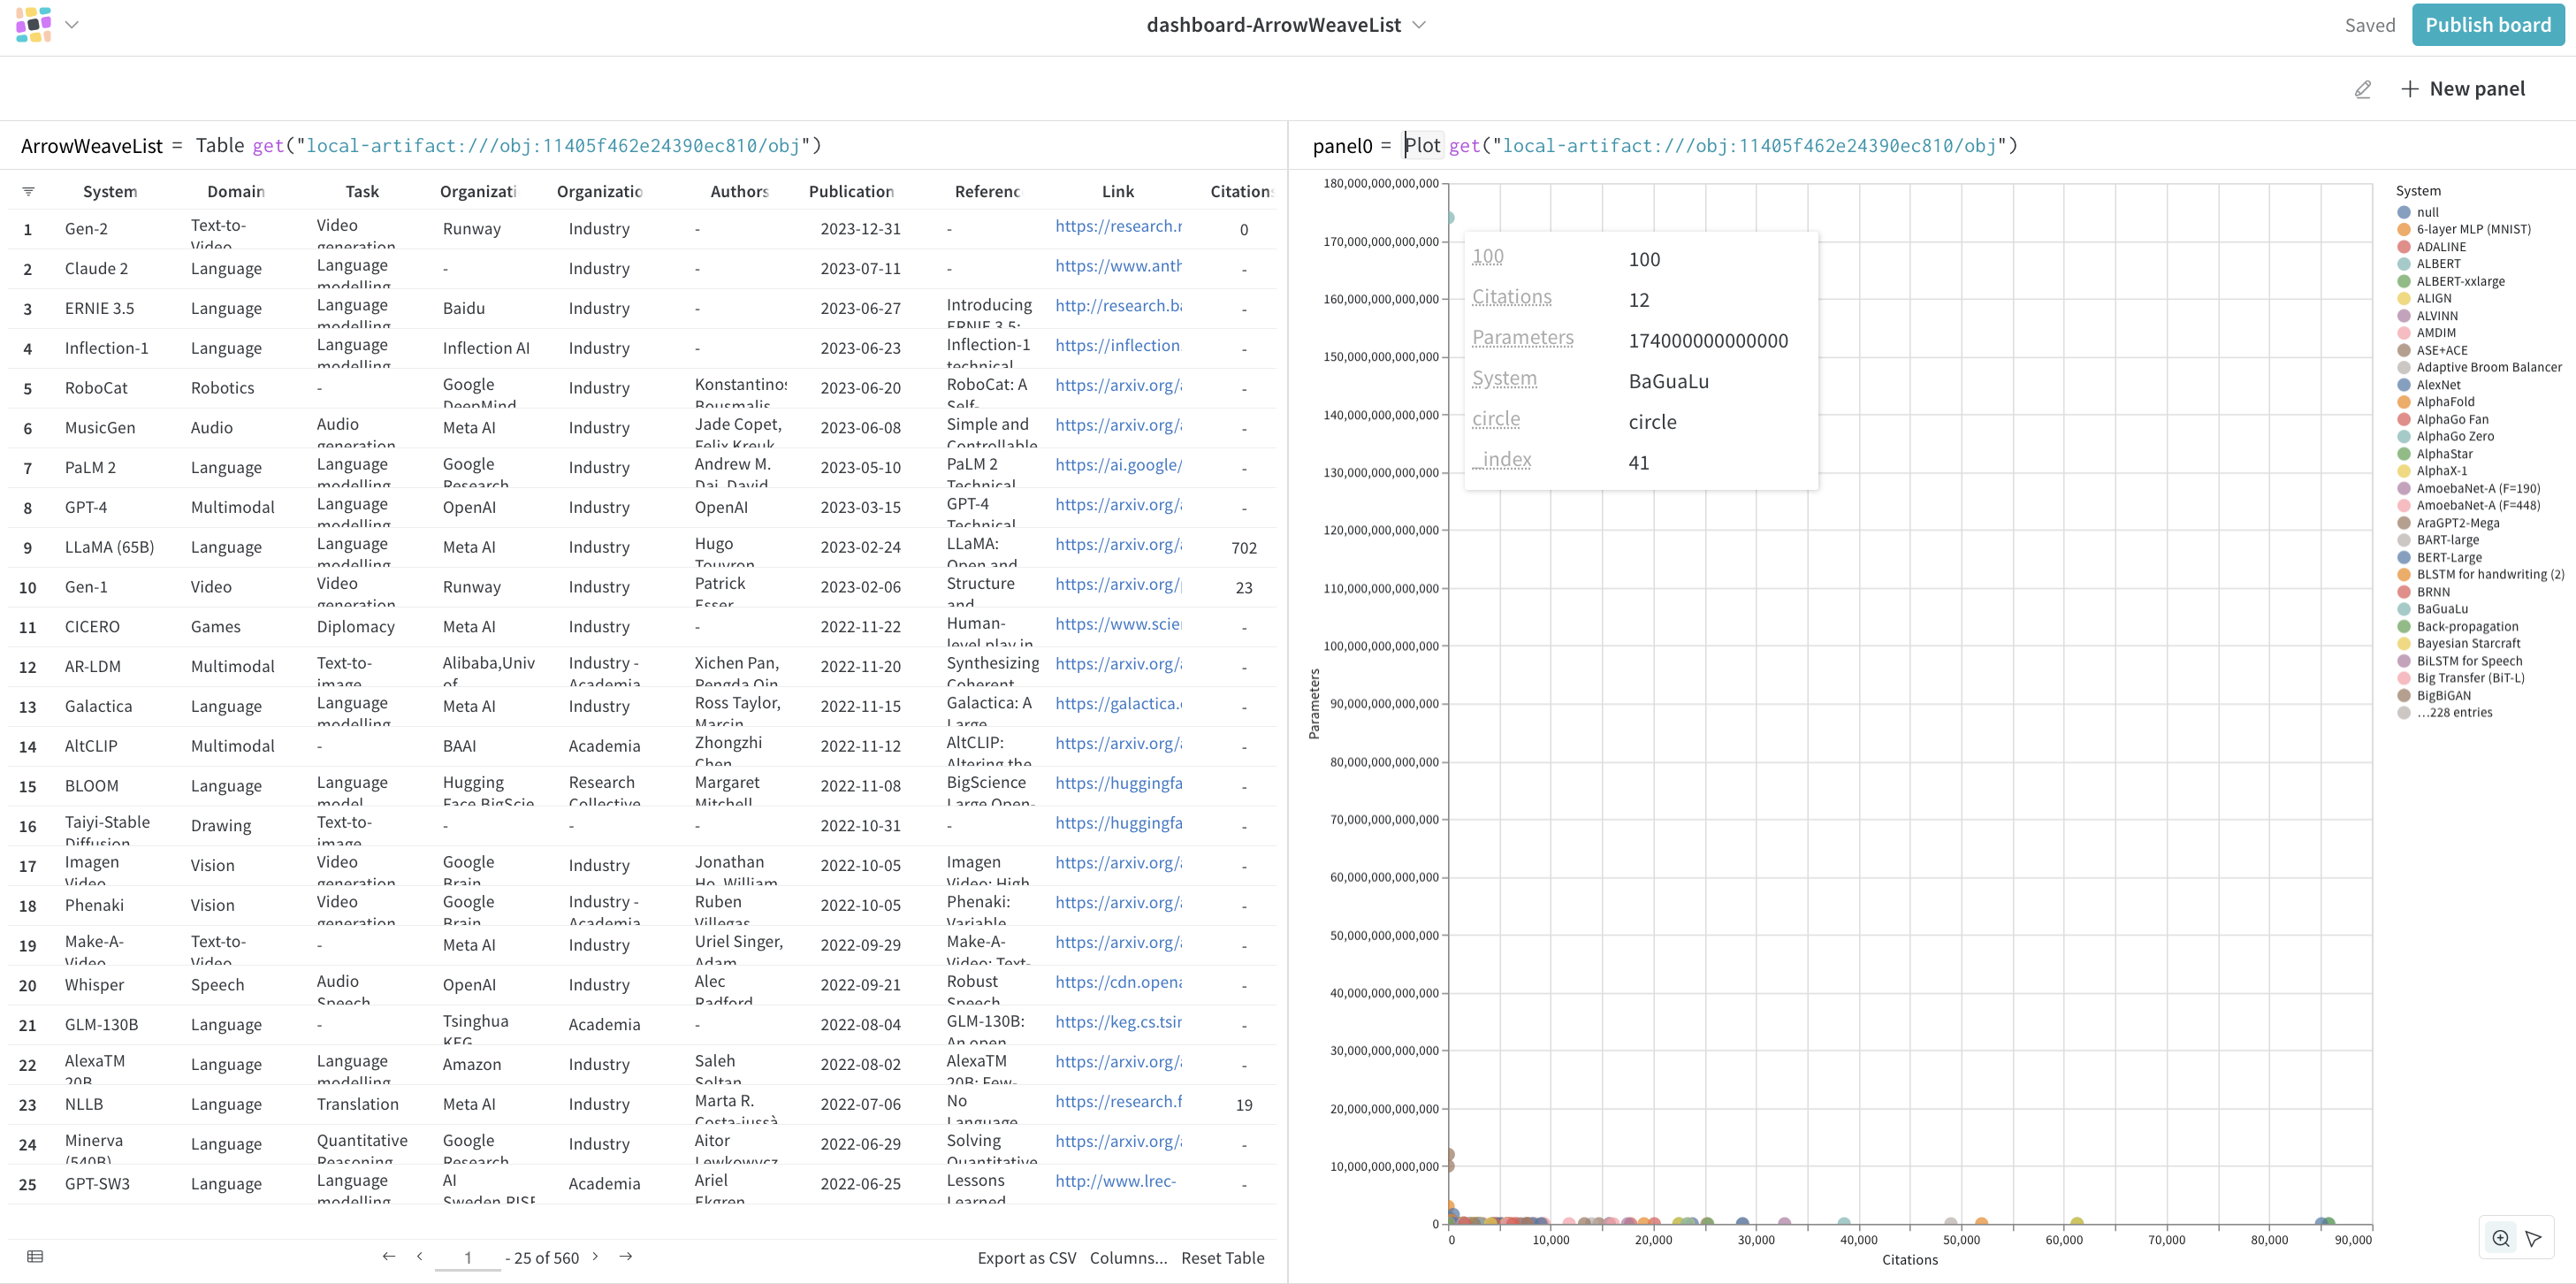 dashboard-ArrowWeaveList
Saved
Publish board
New panel
ArrowWeaveList = Table get("local-artifact:///obj:11405f462e24390ec810/obj")
System Domain Task Organizati Organizatio Authors Publication Referenc Link Citation
1 Gen-2 Text-to-Video Video generation Runway Industry - 2023-12-31 - https://research.r 0
2 Claude 2 Language Language modelling - Industry - 2023-07-11 - https://www.anth -
3 ERNIE 3.5 Language Language modelling Baidu Industry - 2023-06-27 Introducing ERNIE 3.5: http://research.ba -
4 Inflection-1 Language Language modelling Inflection AI Industry - 2023-06-23 Inflection-1 technical https://inflection. -
5 RoboCat Robotics - Google DeepMind Industry Konstantinos Bousmalis 2023-06-20 RoboCat: A Self- https://arxiv.org/a -
6 MusicGen Audio Audio generation Meta AI Industry Jade Copet, Felix Kreuk 2023-06-08 Simple and Controllable https://arxiv.org/a -
7 PaLM 2 Language Language modelling Google Research Industry Andrew M. Dai, David 2023-05-10 PaLM 2 Technical https://ai.google/ -
8 GPT-4 Multimodal Language modelling OpenAI Industry OpenAI 2023-03-15 GPT-4 Technical https://arxiv.org/a -
9 LLaMA (65B) Language Language modelling Meta AI Industry Hugo Touvron 2023-02-24 LLaMA: Open and https://arxiv.org/a 702
10 Gen-1 Video Video generation Runway Industry Patrick Esser 2023-02-06 Structure and https://arxiv.org/ 23
11 CICERO Games Diplomacy Meta AI Industry - 2022-11-22 Human-level play in https://www.scie -
12 AR-LDM Multimodal Text-to-image Alibaba,Univ of Industry - Academia Xichen Pan, Pengda Qin 2022-11-20 Synthesizing Coherent https://arxiv.org/a -
13 Galactica Language Language modelling Meta AI Industry Ross Taylor, Marcin 2022-11-15 Galactica: A Large https://galactica. -
14 AltCLIP Multimodal - BAAI Academia Zhongzhi Chen 2022-11-12 AltCLIP: Altering the https://arxiv.org/a -
15 BLOOM Language Language model Hugging Face,BigScie Research Collective Margaret Mitchell 2022-11-08 BigScience Large Open- https://huggingfa -
16 Taiyi-Stable Diffusion Drawing Text-to-image - - - 2022-10-31 - https://huggingfa -
17 Imagen Video Vision Video generation Google Brain Industry Jonathan Ho, William 2022-10-05 Imagen Video: High https://arxiv.org/a -
18 Phenaki Vision Video generation Google Brain Industry - Academia Ruben Villegas 2022-10-05 Phenaki: Variable https://arxiv.org/a -
19 Make-A-Video Text-to-Video - Meta AI Industry Uriel Singer, Adam 2022-09-29 Make-A-Video: Text- https://arxiv.org/a -
20 Whisper Speech Audio Speech OpenAI Industry Alec Radford 2022-09-21 Robust Speech https://cdn.opena -
21 GLM-130B Language - Tsinghua KEG Academia - 2022-08-04 GLM-130B: An open https://keg.cs.tsin -
22 AlexaTM 20B Language Language modelling Amazon Industry Saleh Soltan 2022-08-02 AlexaTM 20B: Few- https://arxiv.org/a -
23 NLLB Language Translation Meta AI Industry Marta R. Costa-jussà 2022-07-06 No Language https://research.f 19
24 Minerva (540B) Language Quantitative Reasoning Google Research Industry Aitor Lewkowycz 2022-06-29 Solving Quantitative https://arxiv.org/a -
25 GPT-SW3 Language Language modelling AI Sweden,RISE Academia Ariel Ekgren 2022-06-25 Lessons Learned http://www.lrec- -
1 - 25 of 560
Export as CSV Columns... Reset Table
panel0 = Plot get("local-artifact:///obj:11405f462e24390ec810/obj")
180,000,000,000,000
170,000,000,000,000
160,000,000,000,000
150,000,000,000,000
140,000,000,000,000
130,000,000,000,000
120,000,000,000,000
110,000,000,000,000
100,000,000,000,000
90,000,000,000,000
80,000,000,000,000
70,000,000,000,000
60,000,000,000,000
50,000,000,000,000
40,000,000,000,000
30,000,000,000,000
20,000,000,000,000
10,000,000,000,000
0
Parameters
100 100
Citations 12
Parameters 174000000000000
System BaGuaLu
circle circle
_index 41
0 10,000 20,000 30,000 40,000 50,000 60,000 70,000 80,000 90,000
Citations
System
null
6-layer MLP (MNIST)
ADALINE
ALBERT
ALBERT-xxlarge
ALIGN
ALVINN
AMDIM
ASE+ACE
Adaptive Broom Balancer
AlexNet
AlphaFold
AlphaGo Fan
AlphaGo Zero
AlphaStar
AlphaX-1
AmoebaNet-A (F=190)
AmoebaNet-A (F=448)
AraGPT2-Mega
BART-large
BERT-Large
BLSTM for handwriting (2)
BRNN
BaGuaLu
Back-propagation
Bayesian Starcraft
BiLSTM for Speech
Big Transfer (BiT-L)
BigBiGAN
…228 entries